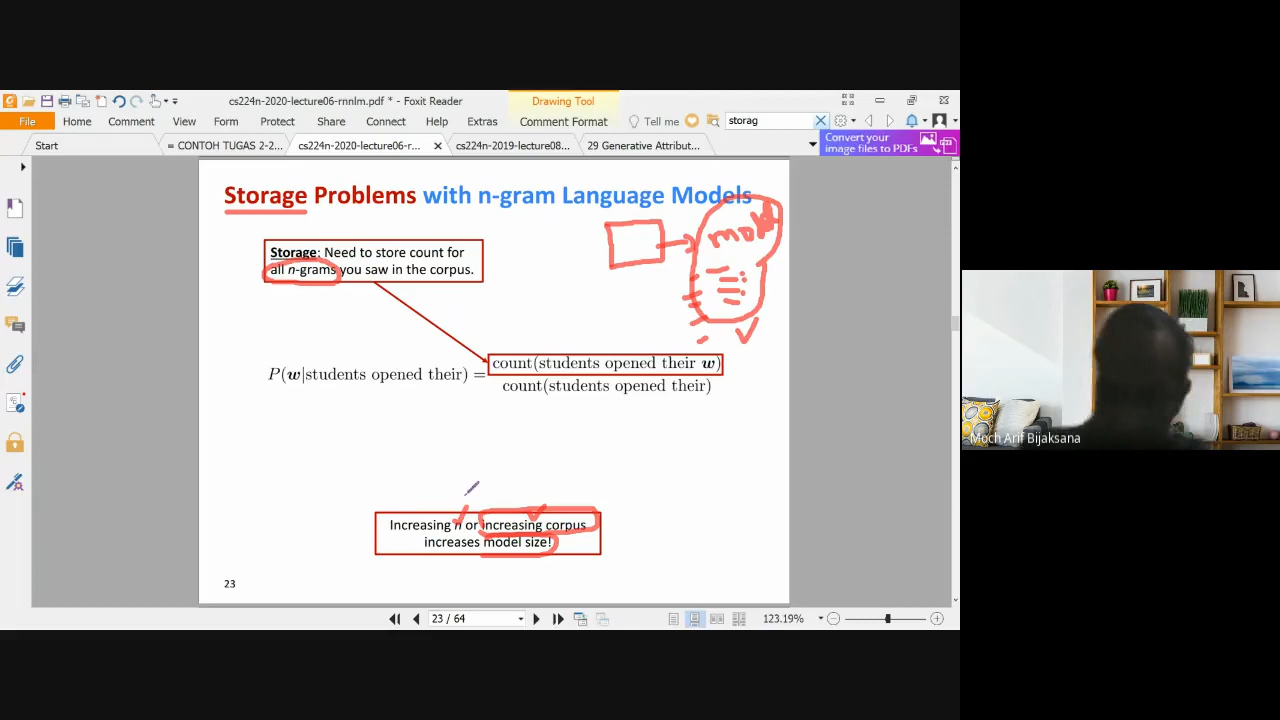 cs224n-2020-lecture06-rnnlm.pdf * - Foxit Reader
Drawing Tool
File Home Comment View Form Protect Share Connect Help Extras Comment Format Tell me storag
Start = CONTOH TUGAS 2-2... cs224n-2020-lecture06-r... cs224n-2019-lecture08... 29 Generative Attribut...
Convert your
image files to PDFs
Storage Problems with n-gram Language Models
Storage: Need to store count for
all n-grams you saw in the corpus.
P(w|students opened their) =
count(students opened their w)
count(students opened their)
Increasing n or increasing corpus
increases model size!
23
23 / 64
123.19%
Moch Arif Bijaksana